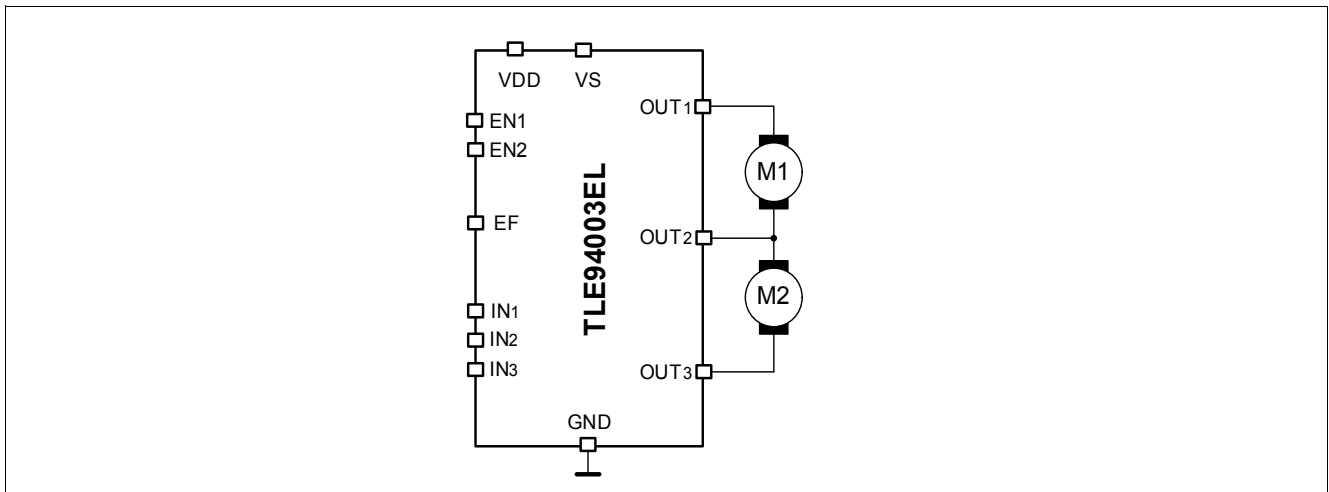 VDD
VS
EN1
EN2
EF
IN1
IN2
IN3
TLE94003EL
OUT1
OUT2
OUT3
M1
M2
GND